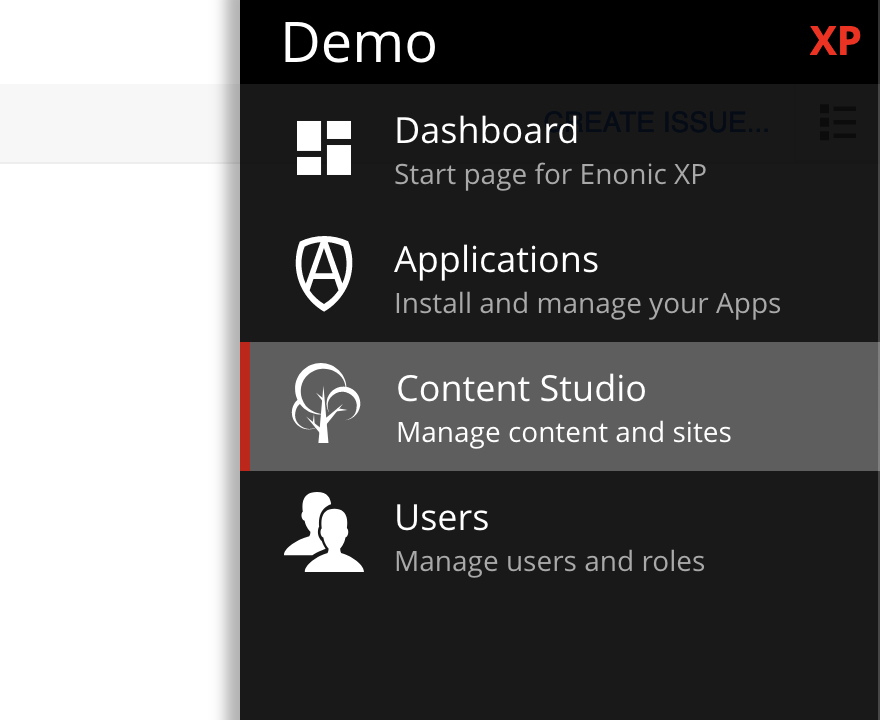 Demo
XP
Dashboard
CREATE ISSUE...
Start page for Enonic XP
Applications
Install and manage your Apps
Content Studio
Manage content and sites
Users
Manage users and roles